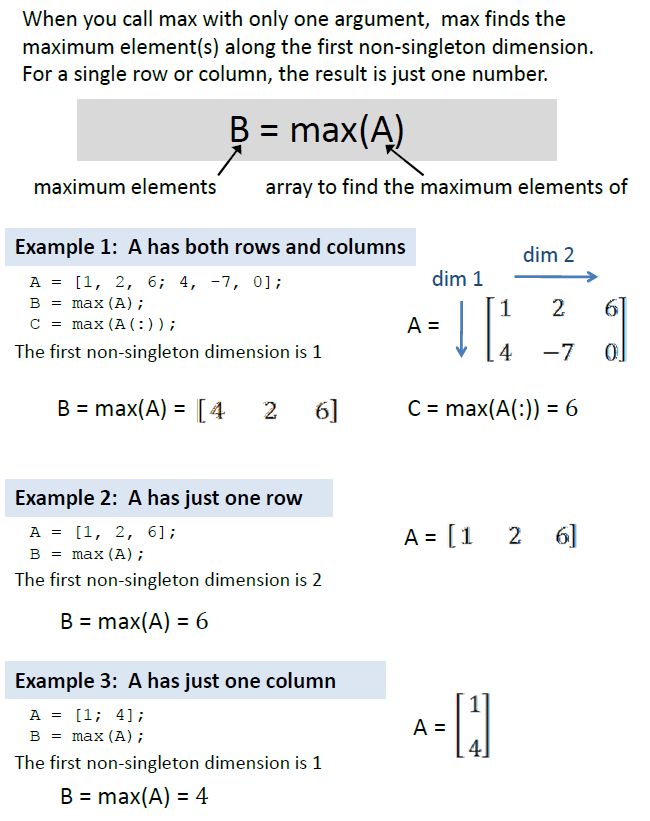 When you call max with only one argument, max finds the
maximum element(s) along the first non-singleton dimension.
For a single row or column, the result is just one number.
B = max(A)
maximum elements
array to find the maximum elements of
Example 1: A has both rows and columns
A = [1, 2, 6; 4, -7, 0];
B = max(A);
C = max(A(:));
The first non-singleton dimension is 1
dim 2
dim 1
A =
[1 2 6
4 −7 0]
B = max(A) = [4 2 6]
C = max(A(:)) = 6
Example 2: A has just one row
A = [1, 2, 6];
B = max(A);
The first non-singleton dimension is 2
A = [1 2 6]
B = max(A) = 6
Example 3: A has just one column
A = [1; 4];
B = max(A);
The first non-singleton dimension is 1
A =
[1
4]
B = max(A) = 4